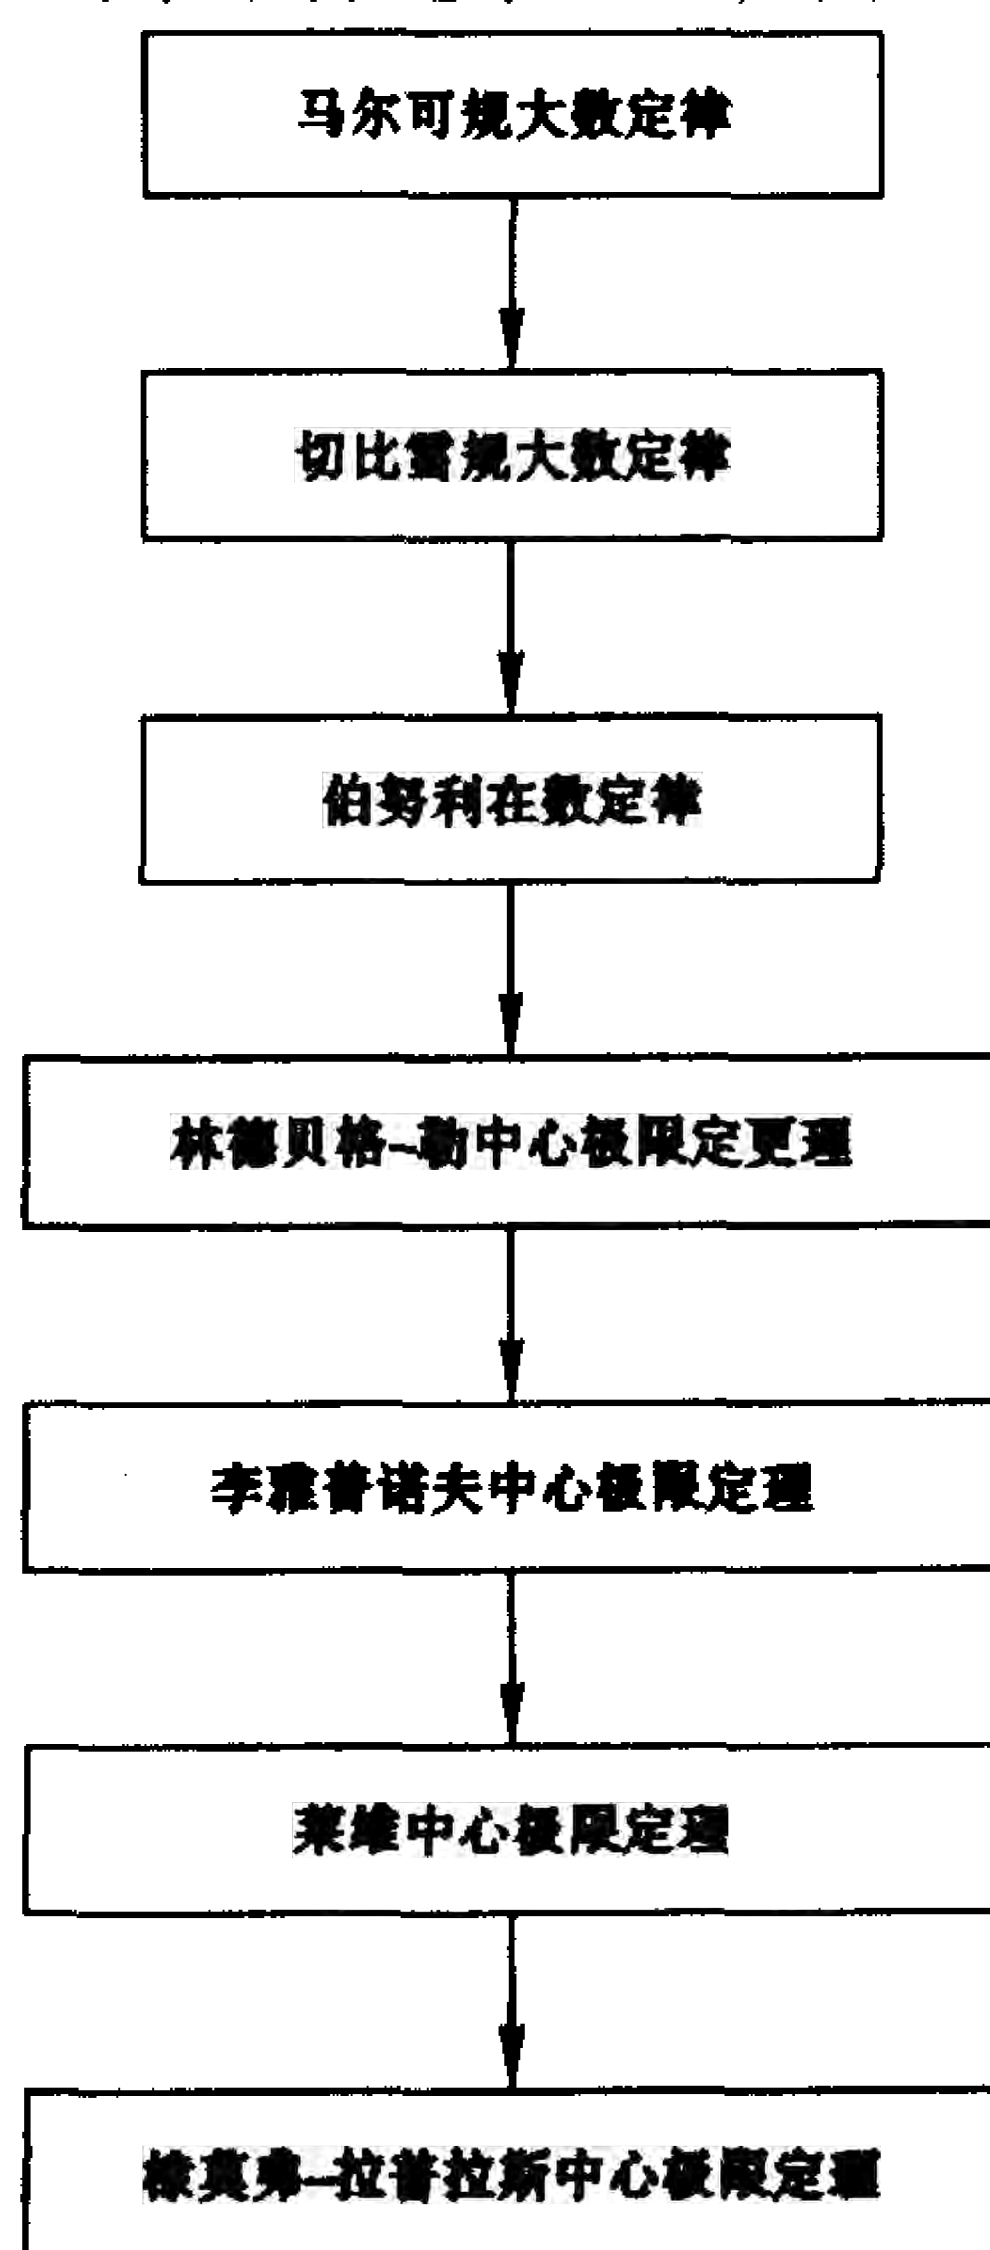 马尔可规大数定律
切比雷规大数定律
伯努利在数定律
林德贝格-勒中心极限定更理
李雅普诺夫中心极限定理
莱维中心极限定理
棣莫弗-拉普拉斯中心极限定理